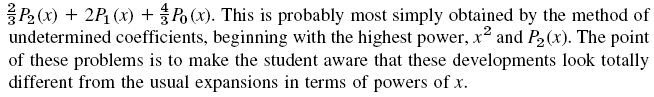 ⅔P₂(x) + 2P₁(x) + 4/3 P₀(x). This is probably most simply obtained by the method of
undetermined coefficients, beginning with the highest power, x² and P₂(x). The point
of these problems is to make the student aware that these developments look totally
different from the usual expansions in terms of powers of x.